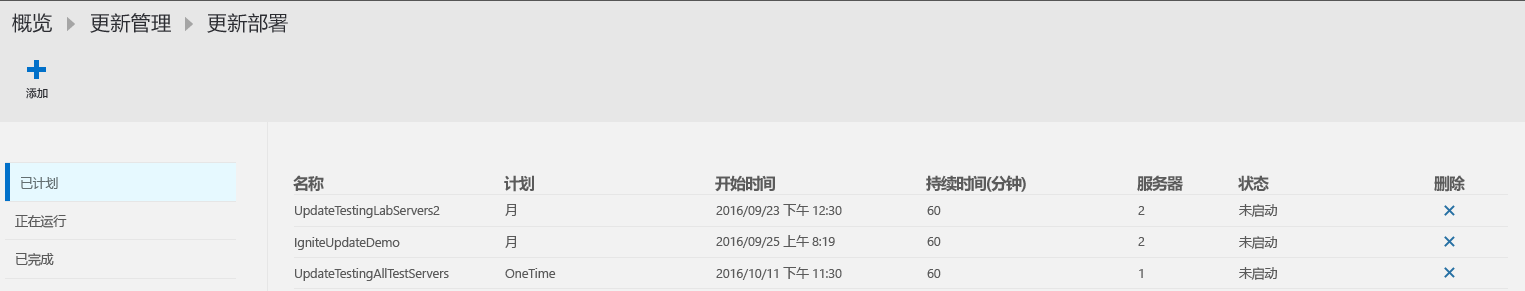 概览 更新管理 更新部署
添加
已计划
正在运行
已完成
名称 计划 开始时间 持续时间(分钟) 服务器 状态 删除
UpdateTestingLabServers2 月 2016/09/23 下午 12:30 60 2 未启动
IgniteUpdateDemo 月 2016/09/25 上午 8:19 60 2 未启动
UpdateTestingAllTestServers OneTime 2016/10/11 下午 11:30 60 1 未启动